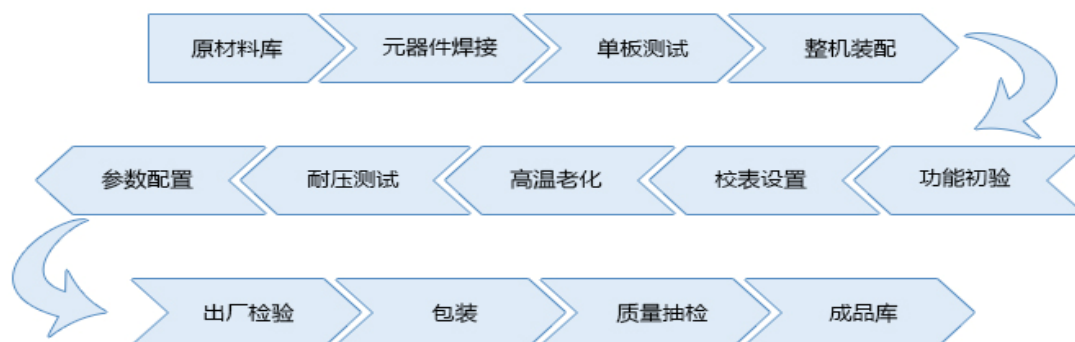 原材料库 元器件焊接 单板测试 整机装配
参数配置 耐压测试 高温老化 校表设置 功能初验
出厂检验 包装 质量抽检 成品库